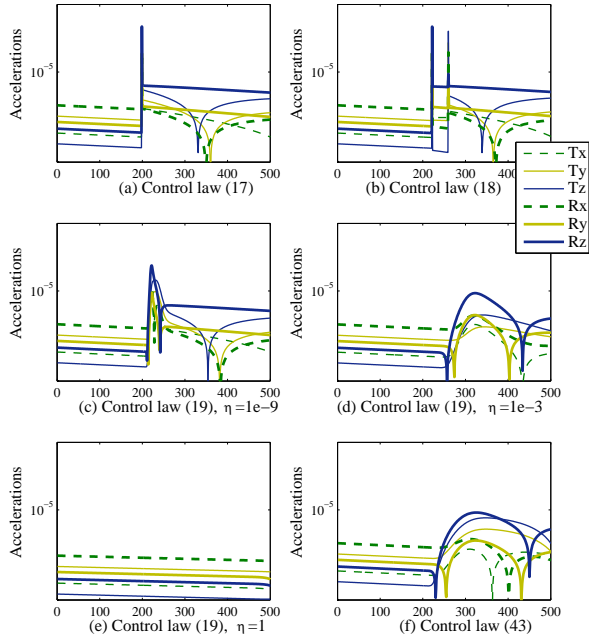 Accelerations
10−5
0 100 200 300 400 500
(a) Control law (17)
Accelerations
10−5
0 100 200 300 400 500
(b) Control law (18)
Tx
Ty
Tz
Rx
Ry
Rz
Accelerations
10−5
0 100 200 300 400 500
(c) Control law (19), η=1e−9
Accelerations
10−5
0 100 200 300 400 500
(d) Control law (19), η=1e−3
Accelerations
10−5
0 100 200 300 400 500
(e) Control law (19), η=1
Accelerations
10−5
0 100 200 300 400 500
(f) Control law (43)